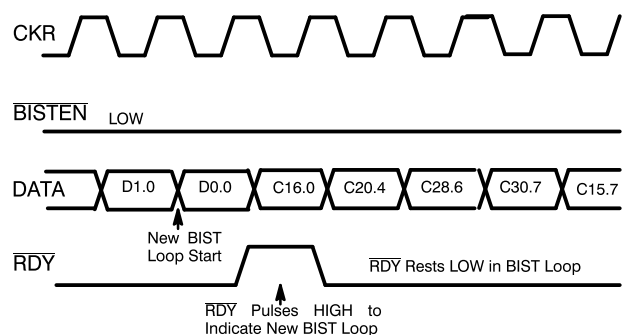 CKR
BISTEN LOW
DATA D1.0 D0.0 C16.0 C20.4 C28.6 C30.7 C15.7
New BIST
Loop Start
RDY
RDY Rests LOW in BIST Loop
RDY Pulses HIGH to
Indicate New BIST Loop